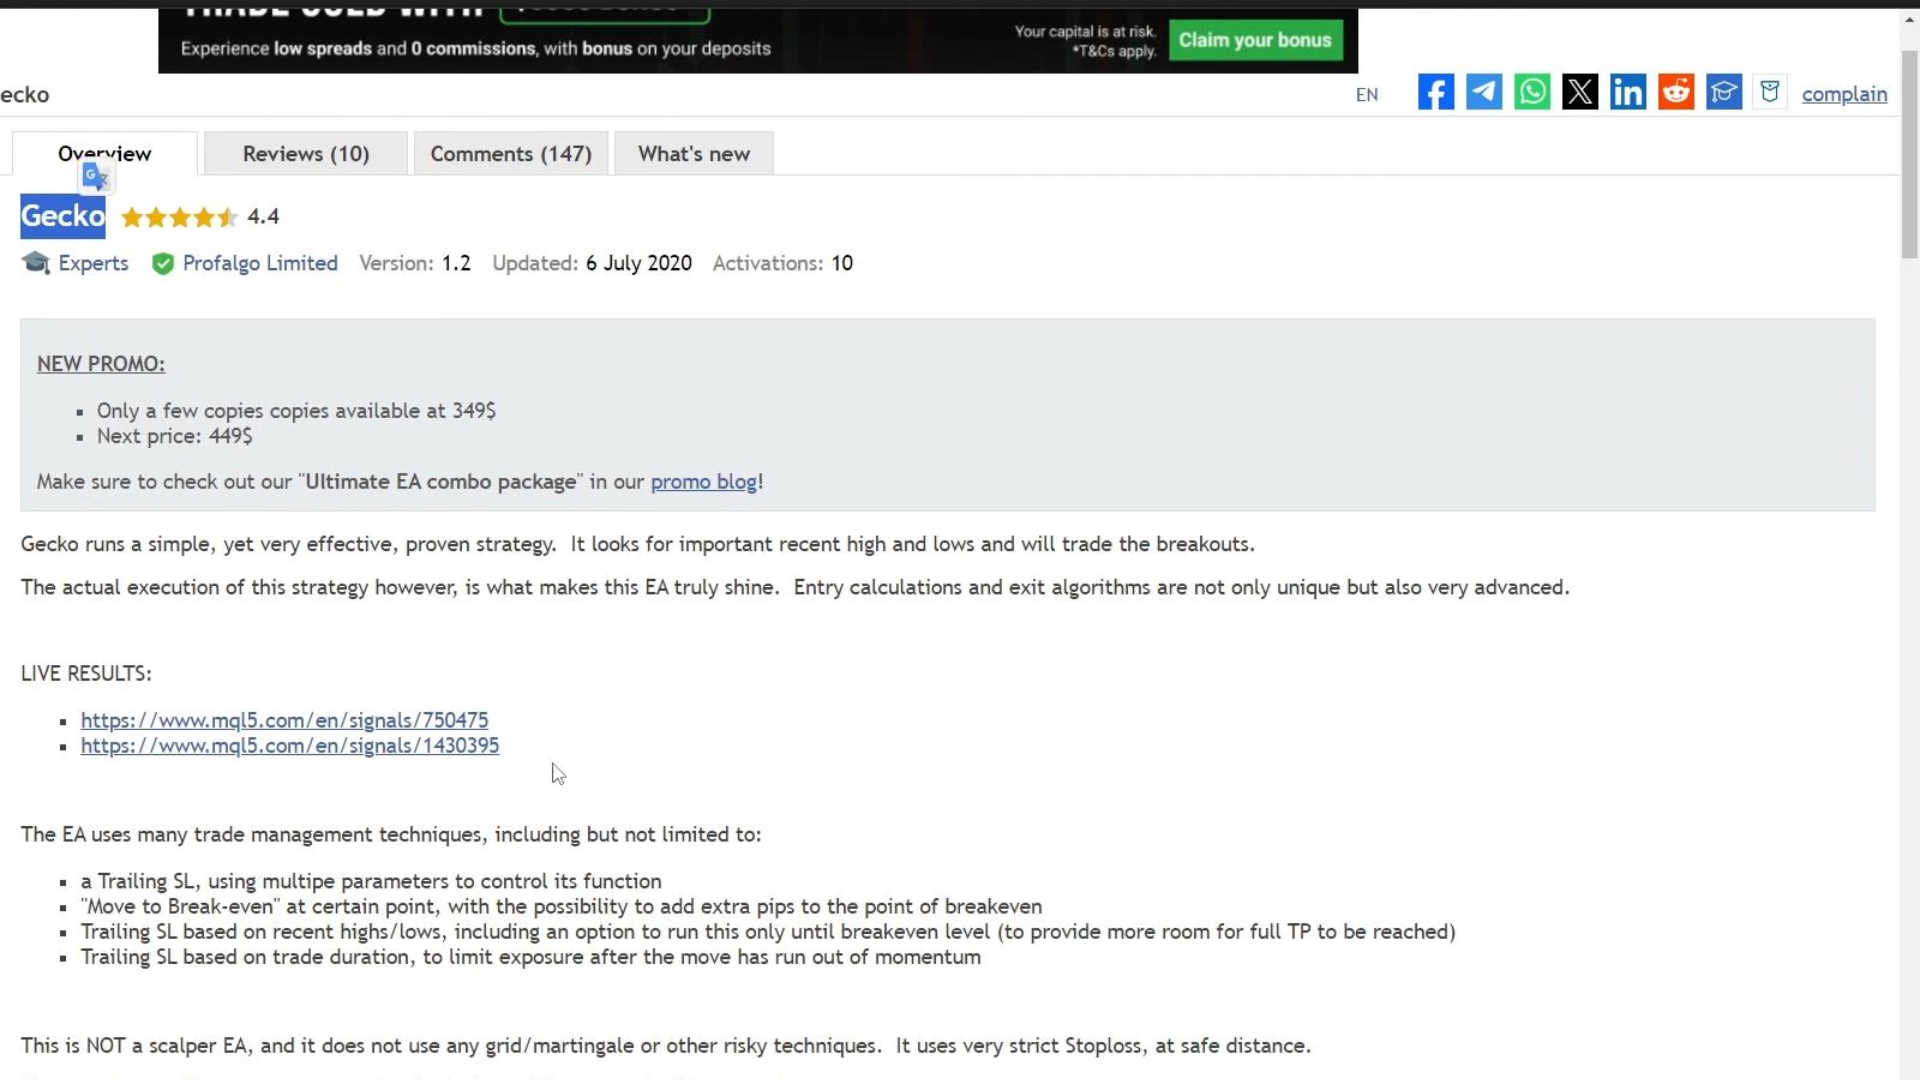 Experience low spreads and 0 commissions, with bonus on your deposits
Your capital is at risk.
*T&Cs apply.
Claim your bonus
ecko
EN
complain
Overview
Reviews (10)
Comments (147)
What's new
Gecko
4.4
Experts Profalgo Limited Version: 1.2 Updated: 6 July 2020 Activations: 10
NEW PROMO:
▪ Only a few copies copies available at 349$
▪ Next price: 449$
Make sure to check out our "Ultimate EA combo package" in our promo blog!
Gecko runs a simple, yet very effective, proven strategy. It looks for important recent high and lows and will trade the breakouts.
The actual execution of this strategy however, is what makes this EA truly shine. Entry calculations and exit algorithms are not only unique but also very advanced.
LIVE RESULTS:
▪ https://www.mql5.com/en/signals/750475
▪ https://www.mql5.com/en/signals/1430395
The EA uses many trade management techniques, including but not limited to:
▪ a Trailing SL, using multipe parameters to control its function
▪ "Move to Break-even" at certain point, with the possibility to add extra pips to the point of breakeven
▪ Trailing SL based on recent highs/lows, including an option to run this only until breakeven level (to provide more room for full TP to be reached)
▪ Trailing SL based on trade duration, to limit exposure after the move has run out of momentum
This is NOT a scalper EA, and it does not use any grid/martingale or other risky techniques. It uses very strict Stoploss, at safe distance.